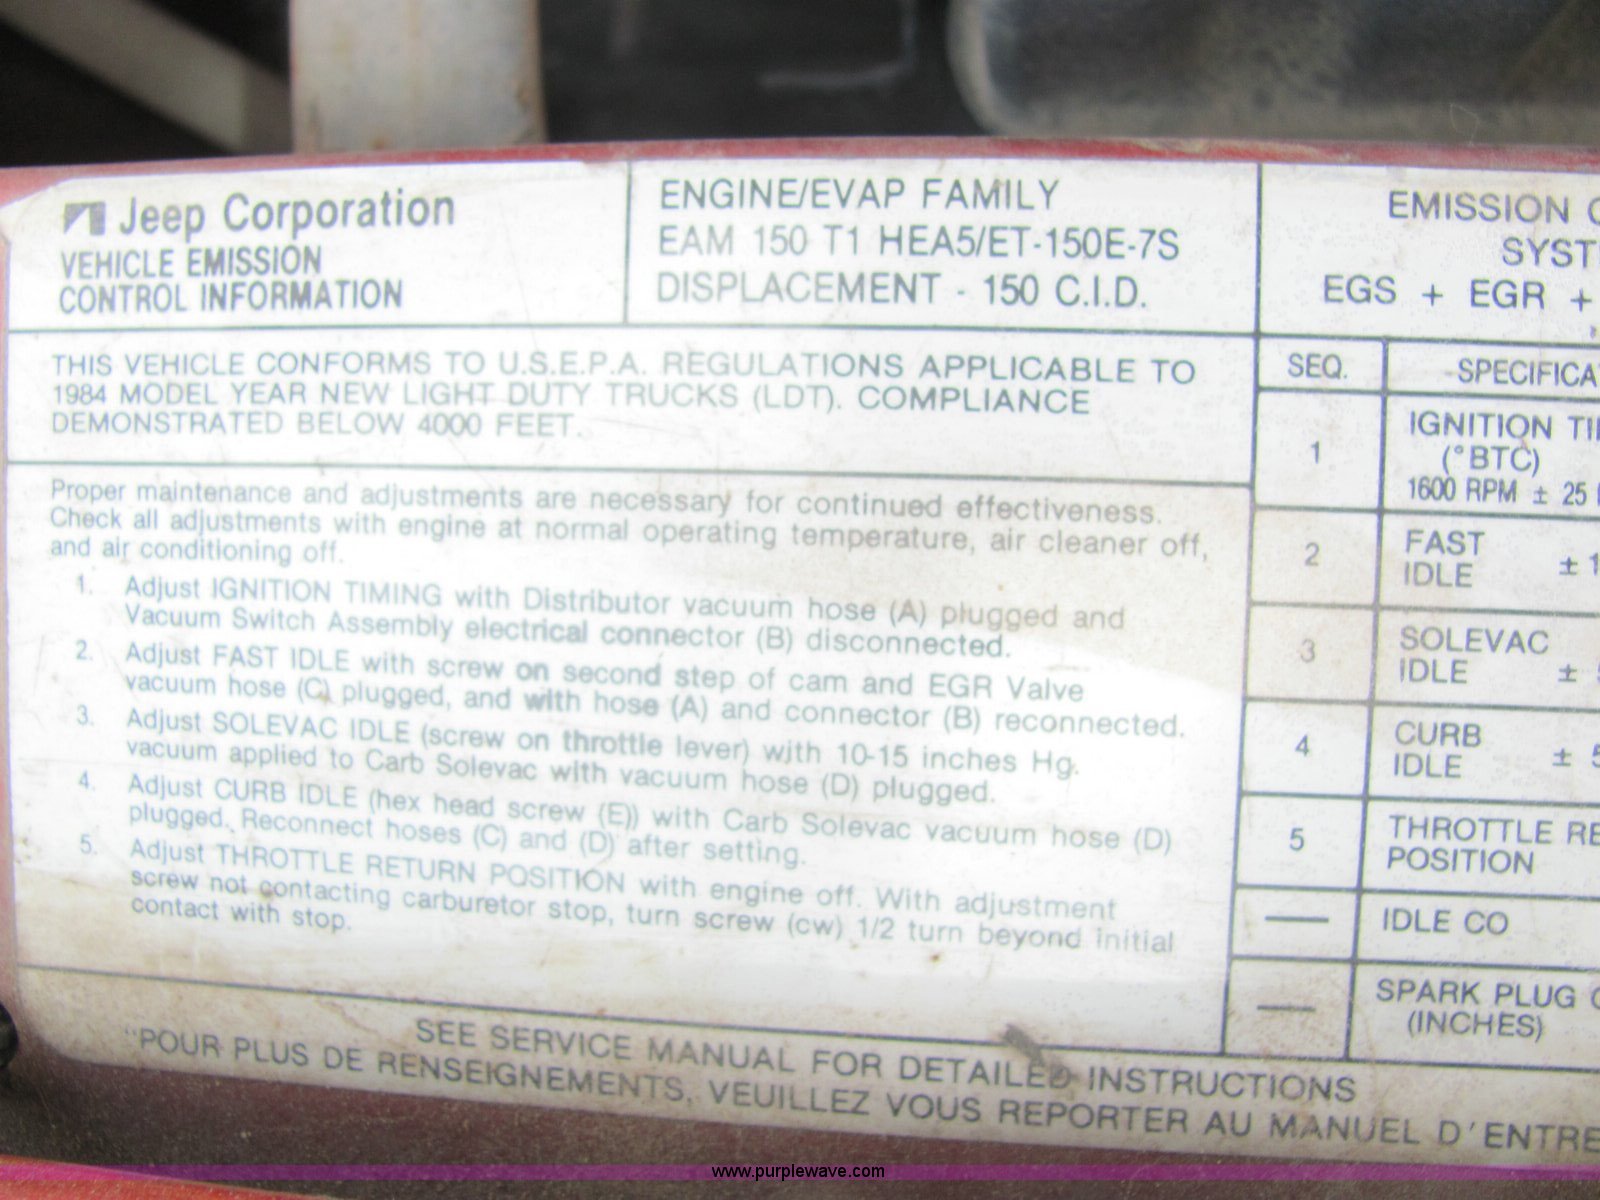 Jeep Corporation
VEHICLE EMISSION
CONTROL INFORMATION
ENGINE/EVAP FAMILY
EAM 150 T1 HEA5/ET-150E-7S
DISPLACEMENT - 150 C.I.D.
EMISSION
SYST
EGS + EGR +
THIS VEHICLE CONFORMS TO U.S.E.P.A. REGULATIONS APPLICABLE TO
1984 MODEL YEAR NEW LIGHT DUTY TRUCKS (LDT). COMPLIANCE
DEMONSTRATED BELOW 4000 FEET.
Proper maintenance and adjustments are necessary for continued effectiveness.
Check all adjustments with engine at normal operating temperature, air cleaner off,
and air conditioning off.
1. Adjust IGNITION TIMING with Distributor vacuum hose (A) plugged and
Vacuum Switch Assembly electrical connector (B) disconnected.
2. Adjust FAST IDLE with screw on second step of cam and EGR Valve
vacuum hose (C) plugged, and with hose (A) and connector (B) reconnected.
3. Adjust SOLEVAC IDLE (screw on throttle lever) with 10-15 inches Hg.
vacuum applied to Carb Solevac with vacuum hose (D) plugged.
4. Adjust CURB IDLE (hex head screw (E)) with Carb Solevac vacuum hose (D)
plugged. Reconnect hoses (C) and (D) after setting.
5. Adjust THROTTLE RETURN POSITION with engine off. With adjustment
screw not contacting carburetor stop, turn screw (cw) 1/2 turn beyond initial
contact with stop.
SEQ. SPECIFICA
1 IGNITION TI
(°BTC)
1600 RPM ± 25
2 FAST
IDLE ± 1
3 SOLEVAC
IDLE ±
4 CURB
IDLE ± 5
5 THROTTLE RE
POSITION
— IDLE CO
— SPARK PLUG
(INCHES)
SEE SERVICE MANUAL FOR DETAILED INSTRUCTIONS
"POUR PLUS DE RENSEIGNEMENTS, VEUILLEZ VOUS REPORTER AU MANUEL D'ENTRE
www.purplewave.com